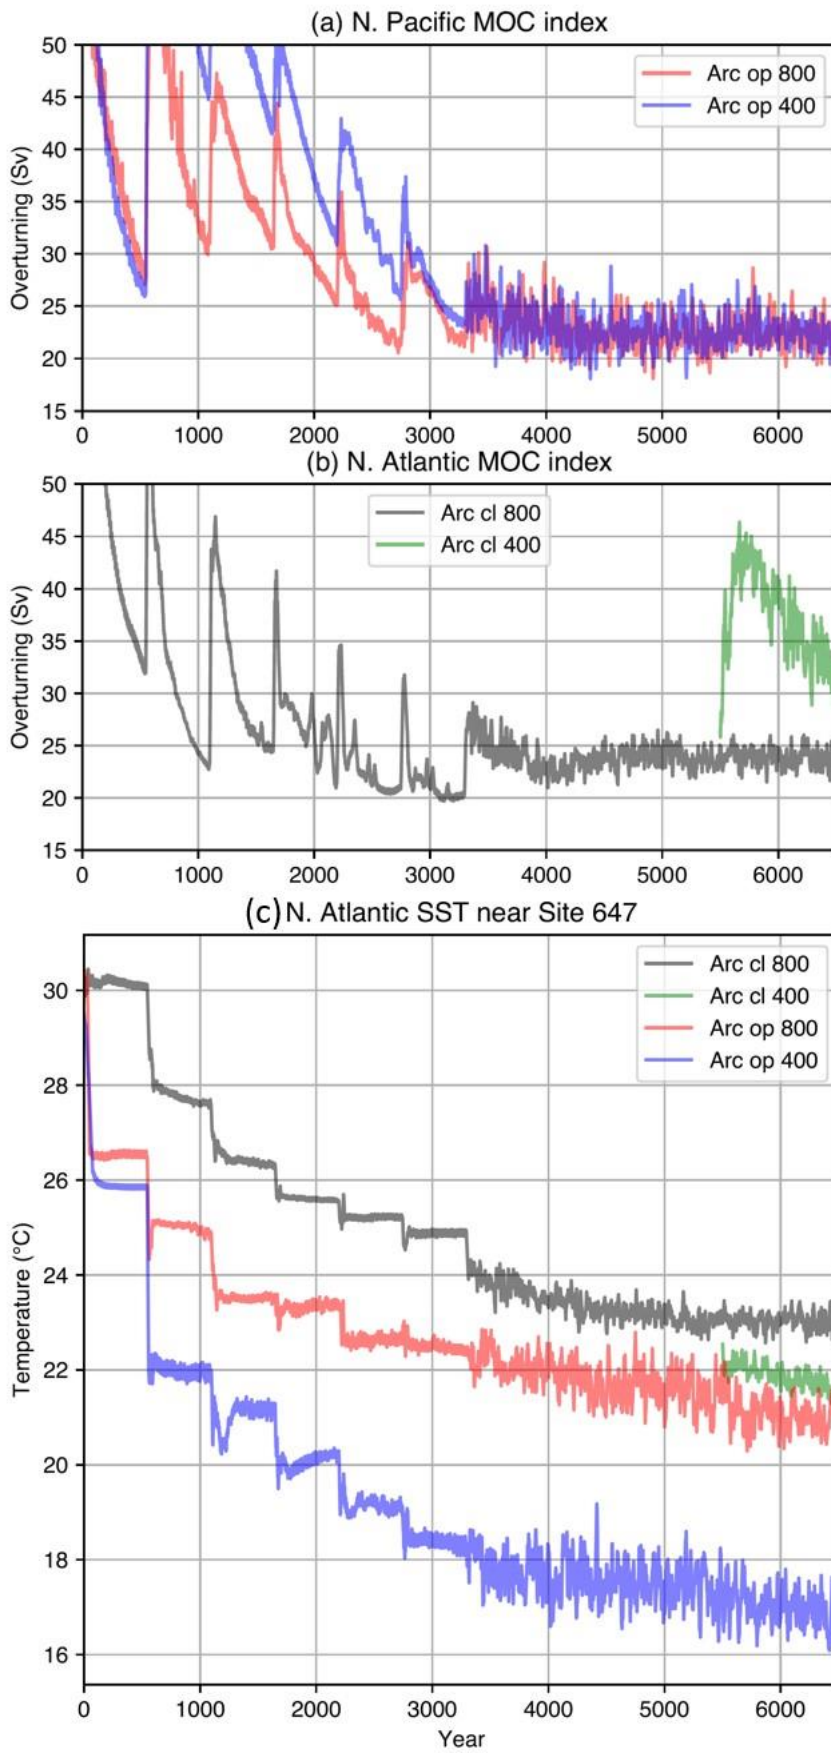 (a) N. Pacific MOC index
50
45
40
35
30
25
20
15
Overturning (Sv)
Arc op 800
Arc op 400
0 1000 2000 3000 4000 5000 6000
(b) N. Atlantic MOC index
50
45
40
35
30
25
20
15
Overturning (Sv)
Arc cl 800
Arc cl 400
0 1000 2000 3000 4000 5000 6000
(c) N. Atlantic SST near Site 647
30
28
26
24
22
20
18
16
Temperature (°C)
Arc cl 800
Arc cl 400
Arc op 800
Arc op 400
0 1000 2000 3000 4000 5000 6000
Year